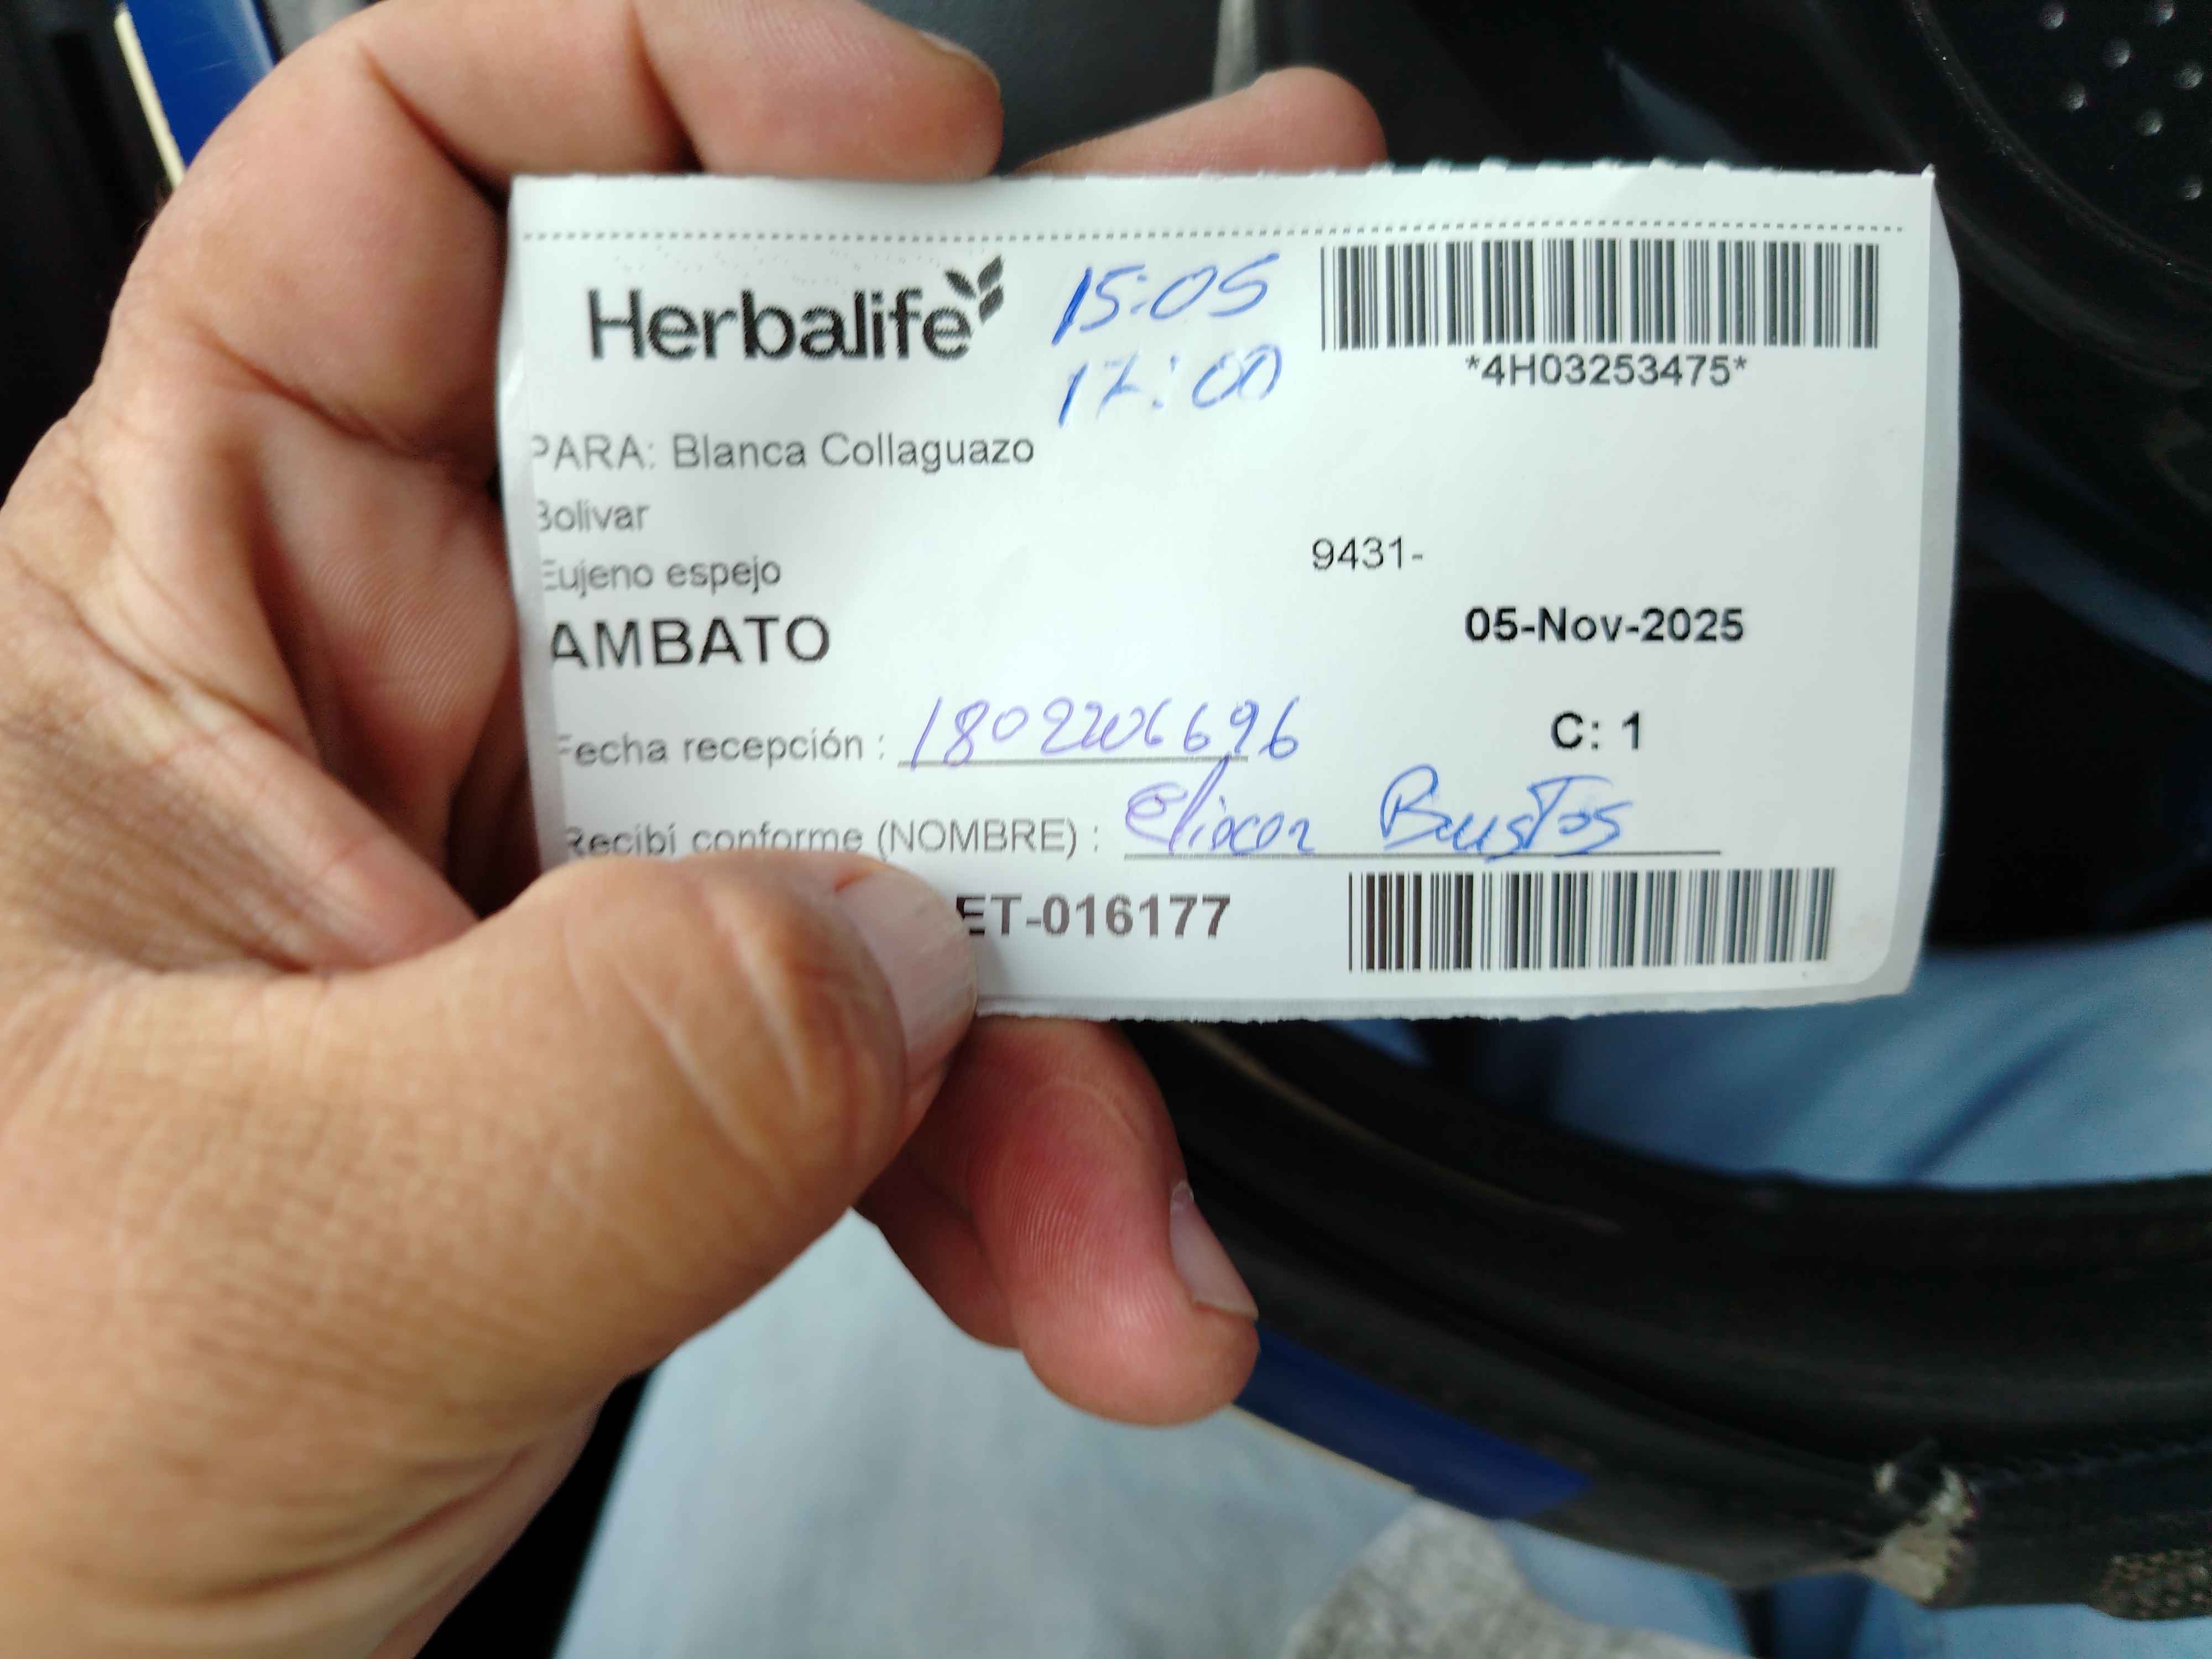 Herbalife
15:05
17:00
*4H03253475*
PARA: Blanca Collaguazo
Bolivar
Eujeno espejo
9431-
AMBATO
05-Nov-2025
Fecha recepción :
C: 1
Recibí conforme (NOMBRE) : Bustos
ET-016177